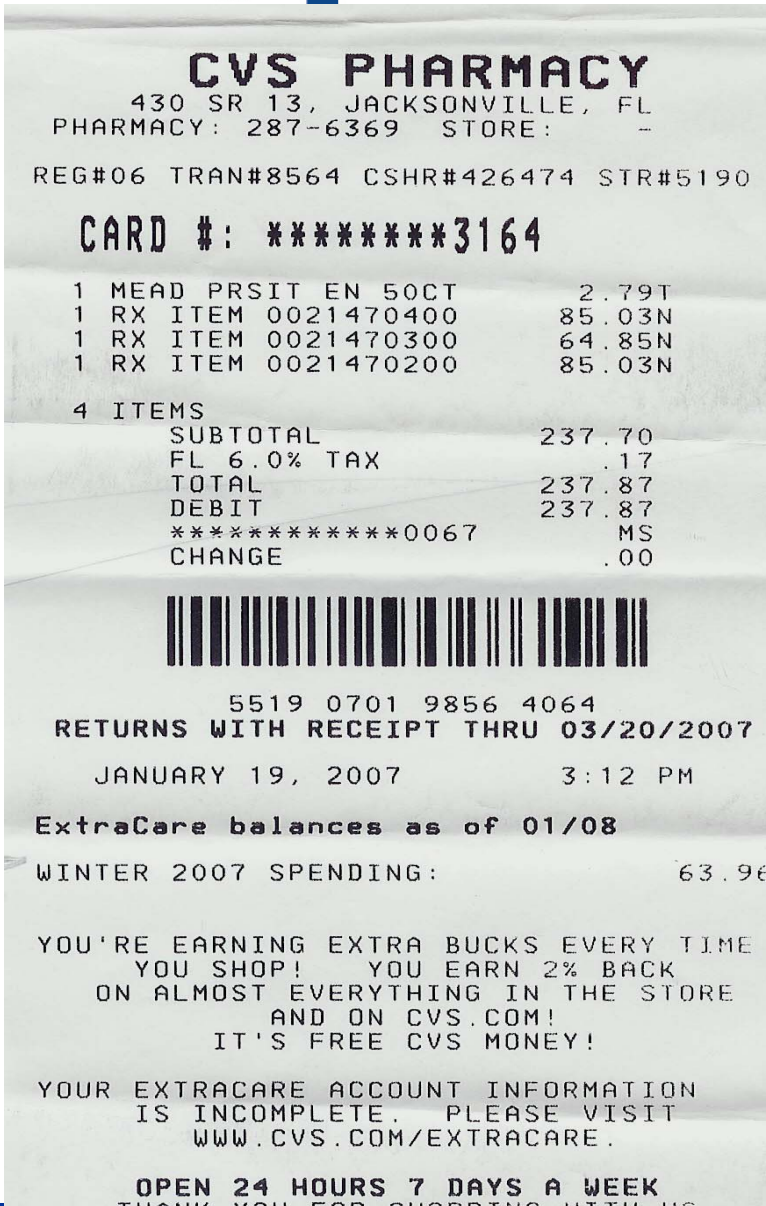 CVS PHARMACY
430 SR 13, JACKSONVILLE, FL
PHARMACY: 287-6369 STORE: -
REG#06 TRAN#8564 CSHR#426474 STR#5190
CARD #: ********3164
1 MEAD PRSIT EN 50CT 2.79T
1 RX ITEM 0021470400 85.03N
1 RX ITEM 0021470300 64.85N
1 RX ITEM 0021470200 85.03N
4 ITEMS
SUBTOTAL 237.70
FL 6.0% TAX .17
TOTAL 237.87
DEBIT 237.87
************0067 MS
CHANGE .00
5519 0701 9856 4064
RETURNS WITH RECEIPT THRU 03/20/2007
JANUARY 19, 2007 3:12 PM
ExtraCare balances as of 01/08
WINTER 2007 SPENDING: 63.96
YOU'RE EARNING EXTRA BUCKS EVERY TIME
YOU SHOP! YOU EARN 2% BACK
ON ALMOST EVERYTHING IN THE STORE
AND ON CVS.COM!
IT'S FREE CVS MONEY!
YOUR EXTRACARE ACCOUNT INFORMATION
IS INCOMPLETE. PLEASE VISIT
WWW.CVS.COM/EXTRACARE.
OPEN 24 HOURS 7 DAYS A WEEK
THANK YOU FOR SHOPPING WITH US